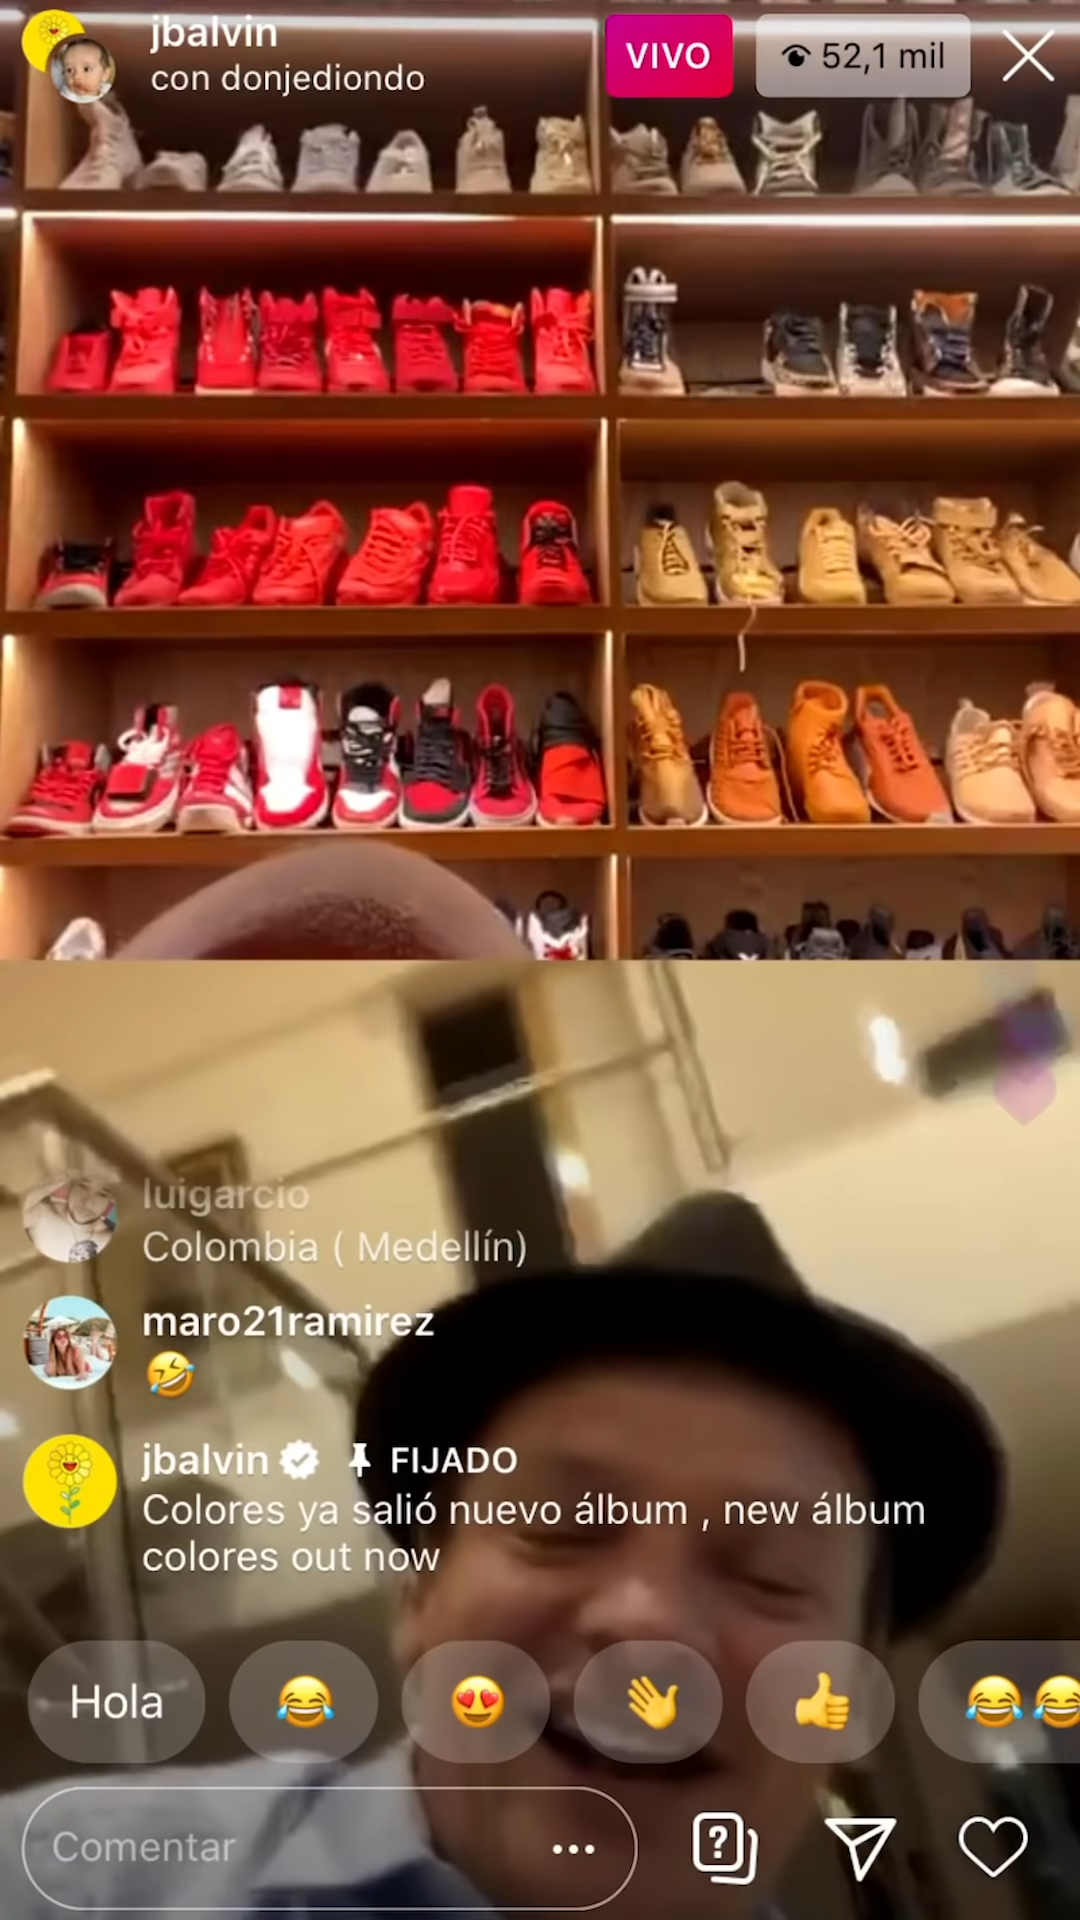 jbalvin
con donjediondo
VIVO
52,1 mil
luigarcio
Colombia ( Medellín)
maro21ramirez
🤣
jbalvin FIJADO
Colores ya salió nuevo álbum , new álbum
colores out now
Hola 😂 😍 👋 👍 😂 😂
Comentar